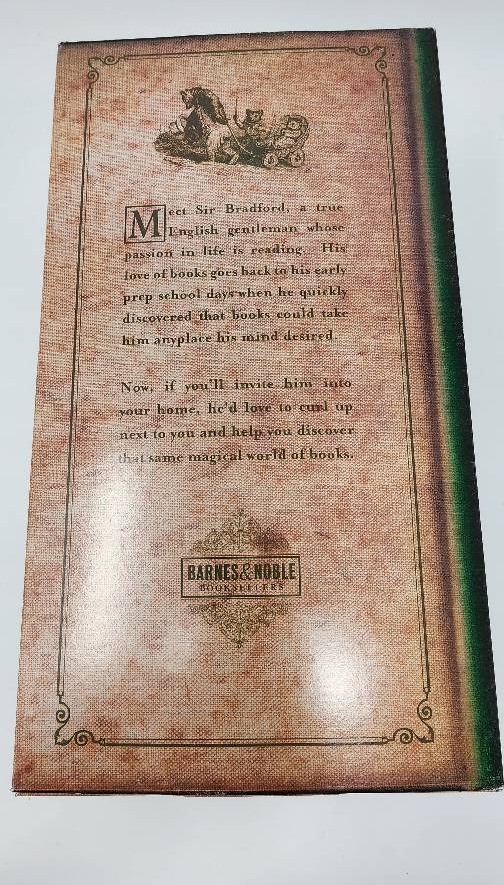 Meet Sir Bradford, a true
English gentleman whose
passion in life is reading. His
love of books goes back to his early
prep school days when he quickly
discovered that books could take
him anyplace his mind desired.
Now, if you'll invite him into
your home, he'd love to curl up
next to you and help you discover
that same magical world of books.
BARNES & NOBLE
BOOKSELLERS